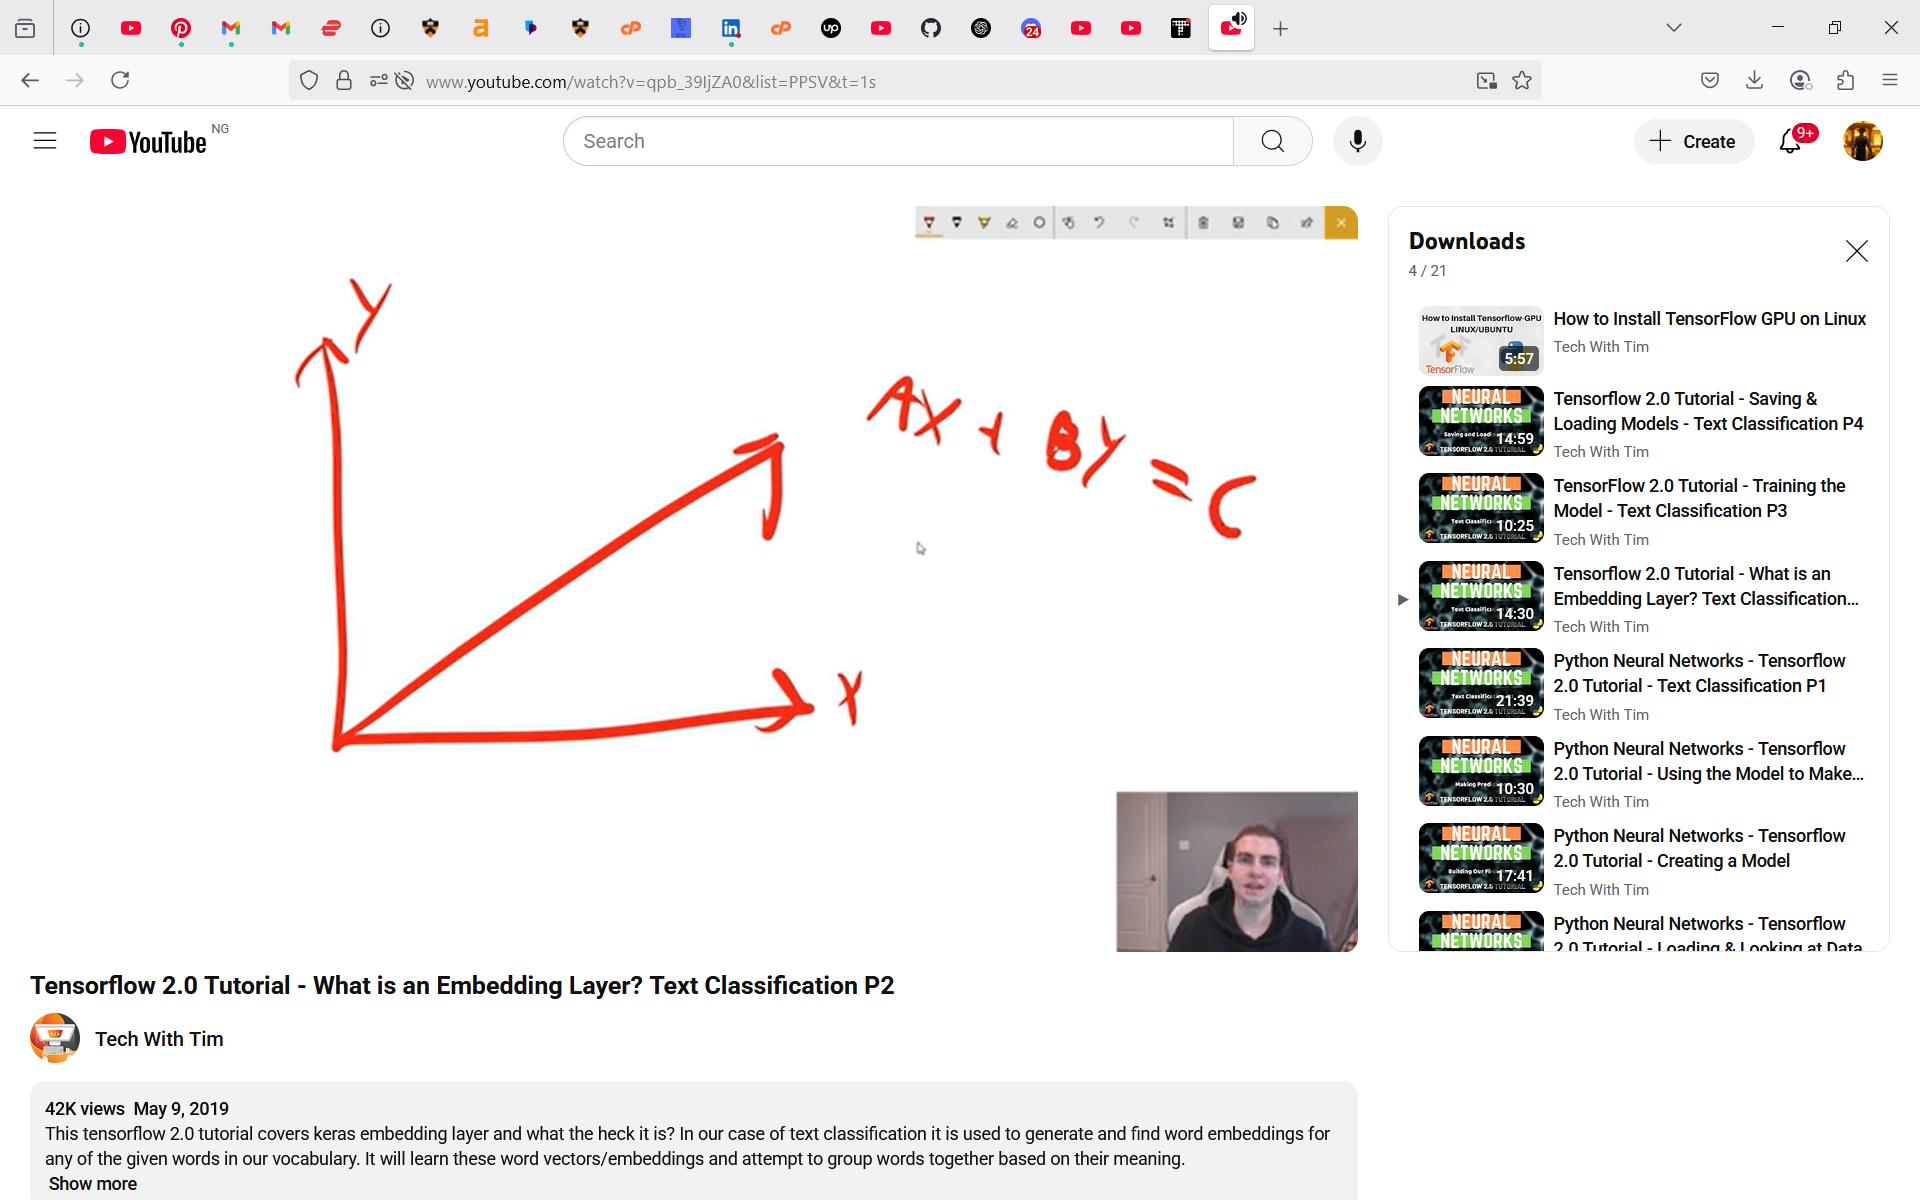 24
www.youtube.com/watch?v=qpb_39IjZA0&list=PPSV&t=1s
YouTube NG
Search
Create
9+
Y
AX + BY = C
X
Downloads
4 / 21
How to Install Tensorflow-GPU
LINUX/UBUNTU
TensorFlow
5:57
How to Install TensorFlow GPU on Linux
Tech With Tim
NEURAL
NETWORKS
14:59
TENSORFLOW 2.0 TUTORIAL
Tensorflow 2.0 Tutorial - Saving &
Loading Models - Text Classification P4
Tech With Tim
NEURAL
NETWORKS
10:25
TENSORFLOW 2.0 TUTORIAL
TensorFlow 2.0 Tutorial - Training the
Model - Text Classification P3
Tech With Tim
NEURAL
NETWORKS
14:30
TENSORFLOW 2.0 TUTORIAL
Tensorflow 2.0 Tutorial - What is an
Embedding Layer? Text Classification...
Tech With Tim
NEURAL
NETWORKS
21:39
TENSORFLOW 2.0 TUTORIAL
Python Neural Networks - Tensorflow
2.0 Tutorial - Text Classification P1
Tech With Tim
NEURAL
NETWORKS
10:30
TENSORFLOW 2.0 TUTORIAL
Python Neural Networks - Tensorflow
2.0 Tutorial - Using the Model to Make...
Tech With Tim
NEURAL
NETWORKS
17:41
TENSORFLOW 2.0 TUTORIAL
Python Neural Networks - Tensorflow
2.0 Tutorial - Creating a Model
Tech With Tim
NEURAL
NETWORKS
Python Neural Networks - Tensorflow
2.0 Tutorial - Loading & Looking at Data
Tensorflow 2.0 Tutorial - What is an Embedding Layer? Text Classification P2
Tech With Tim
42K views May 9, 2019
This tensorflow 2.0 tutorial covers keras embedding layer and what the heck it is? In our case of text classification it is used to generate and find word embeddings for
any of the given words in our vocabulary. It will learn these word vectors/embeddings and attempt to group words together based on their meaning.
Show more